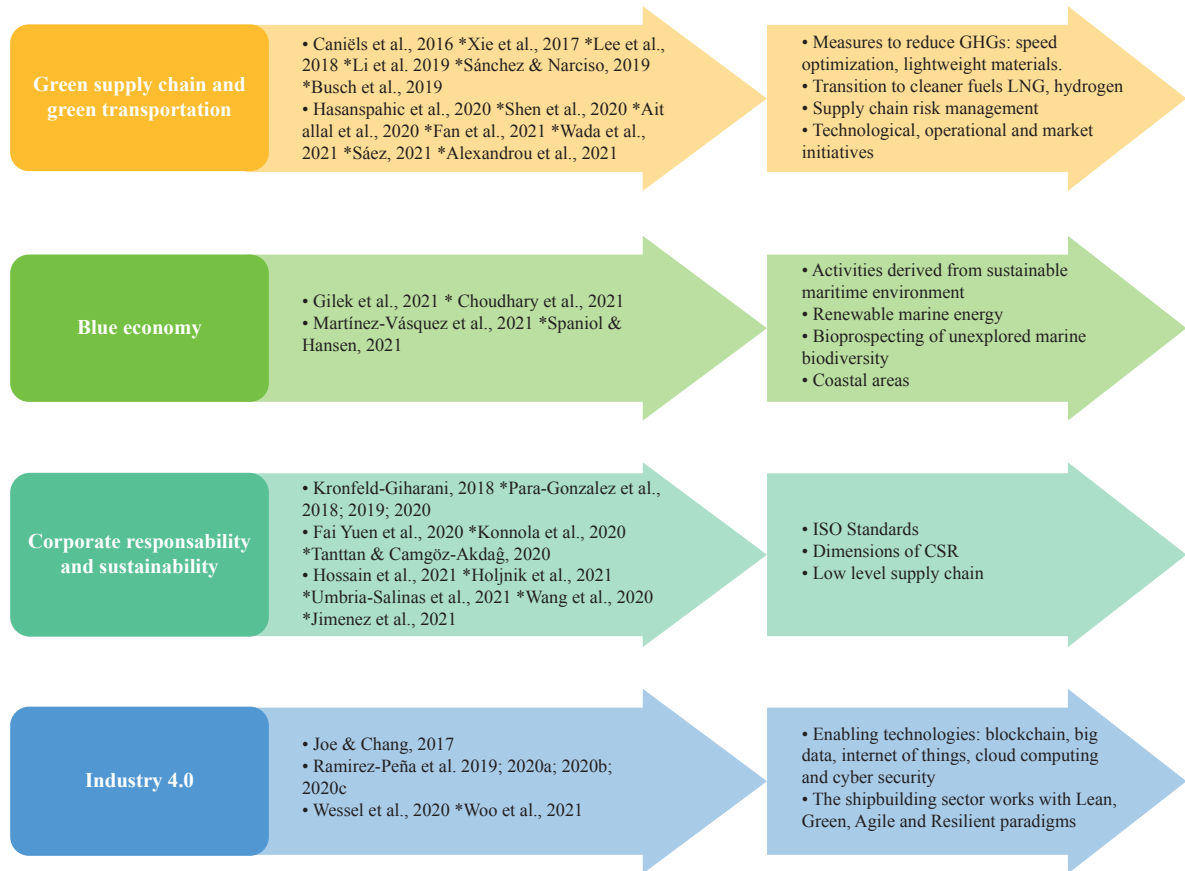 Green supply chain and
green transportation
• Caniëls et al., 2016 *Xie et al., 2017 *Lee et al.,
2018 *Li et al. 2019 *Sánchez & Narciso, 2019
*Busch et al., 2019
• Hasanspahic et al., 2020 *Shen et al., 2020 *Ait
allal et al., 2020 *Fan et al., 2021 *Wada et al.,
2021 *Sáez, 2021 *Alexandrou et al., 2021
• Measures to reduce GHGs: speed
optimization, lightweight materials.
• Transition to cleaner fuels LNG, hydrogen
• Supply chain risk management
• Technological, operational and market
initiatives
Blue economy
• Gilek et al., 2021 * Choudhary et al., 2021
• Martínez-Vásquez et al., 2021 *Spaniol &
Hansen, 2021
• Activities derived from sustainable
maritime environment
• Renewable marine energy
• Bioprospecting of unexplored marine
biodiversity
• Coastal areas
Corporate responsability
and sustainability
• Kronfeld-Giharani, 2018 *Para-Gonzalez et al.,
2018; 2019; 2020
• Fai Yuen et al., 2020 *Konnola et al., 2020
*Tanttan & Camgöz-Akdaĝ, 2020
• Hossain et al., 2021 *Holjnik et al., 2021
*Umbria-Salinas et al., 2021 *Wang et al., 2020
*Jimenez et al., 2021
• ISO Standards
• Dimensions of CSR
• Low level supply chain
Industry 4.0
• Joe & Chang, 2017
• Ramirez-Peña et al. 2019; 2020a; 2020b;
2020c
• Wessel et al., 2020 *Woo et al., 2021
• Enabling technologies: blockchain, big
data, internet of things, cloud computing
and cyber security
• The shipbuilding sector works with Lean,
Green, Agile and Resilient paradigms